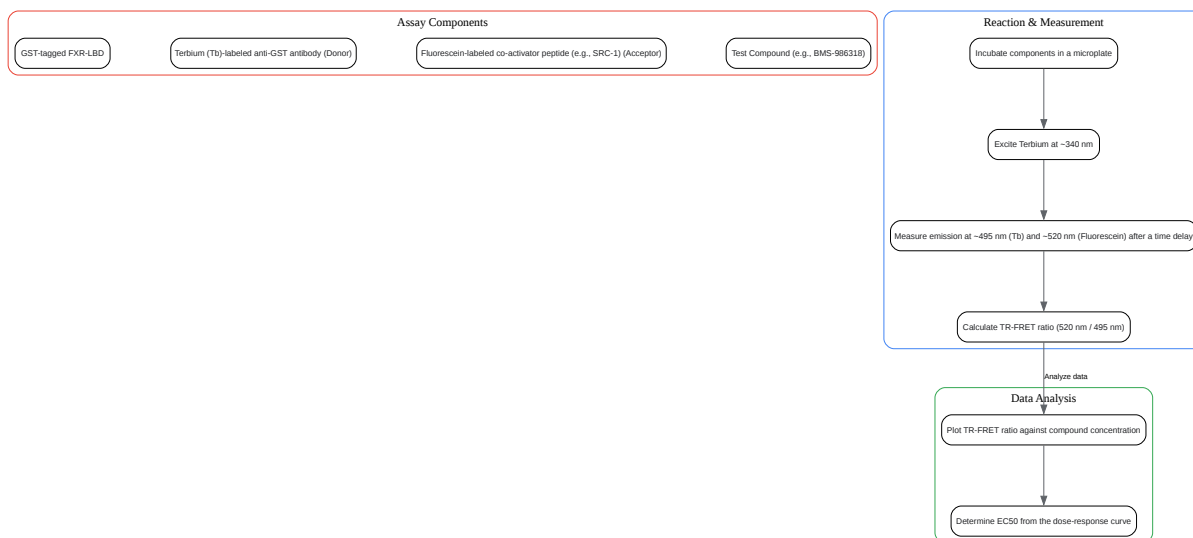 Assay Components
GST-tagged FXR-LBD
Terbium (Tb)-labeled anti-GST antibody (Donor)
Fluorescein-labeled co-activator peptide (e.g., SRC-1) (Acceptor)
Test Compound (e.g., BMS-986318)
Reaction & Measurement
Incubate components in a microplate
Excite Terbium at ~340 nm
Measure emission at ~495 nm (Tb) and ~520 nm (Fluorescein) after a time delay
Calculate TR-FRET ratio (520 nm / 495 nm)
Analyze data
Data Analysis
Plot TR-FRET ratio against compound concentration
Determine EC50 from the dose-response curve